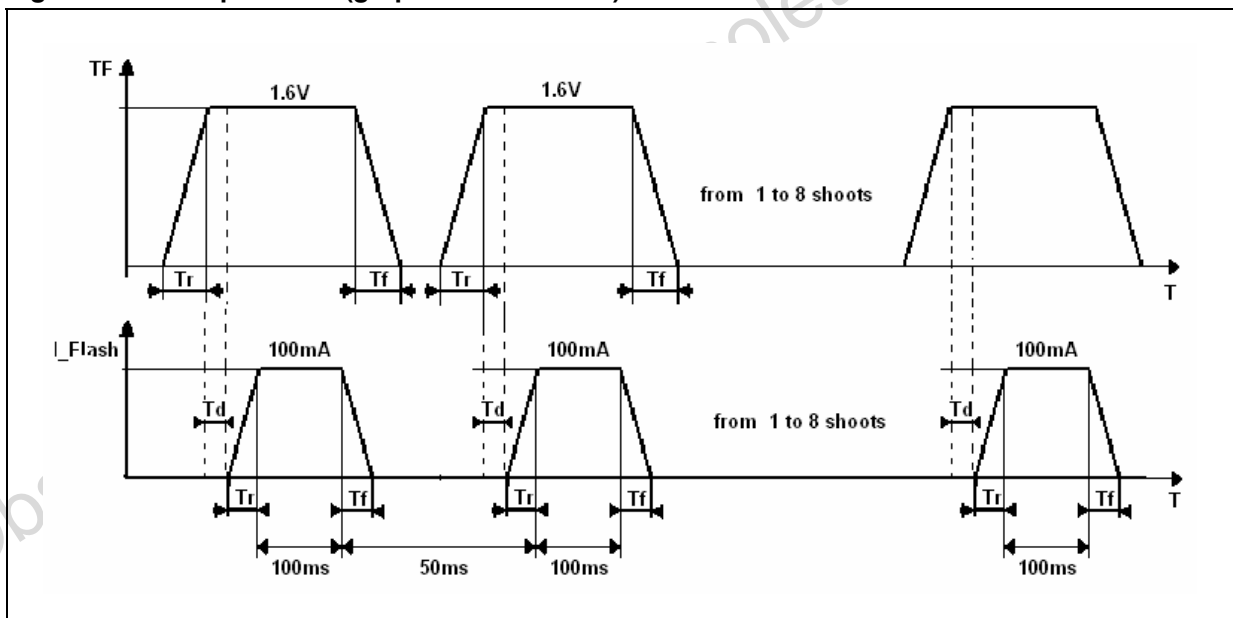 TF
1.6V
1.6V
from 1 to 8 shoots
Tr
Tf
Tr
Tf
T
I_Flash
100mA
100mA
100mA
Td
Td
from 1 to 8 shoots
Td
Tr
Tf
Tr
Tf
Tr
Tf
T
100ms
50ms
100ms
100ms